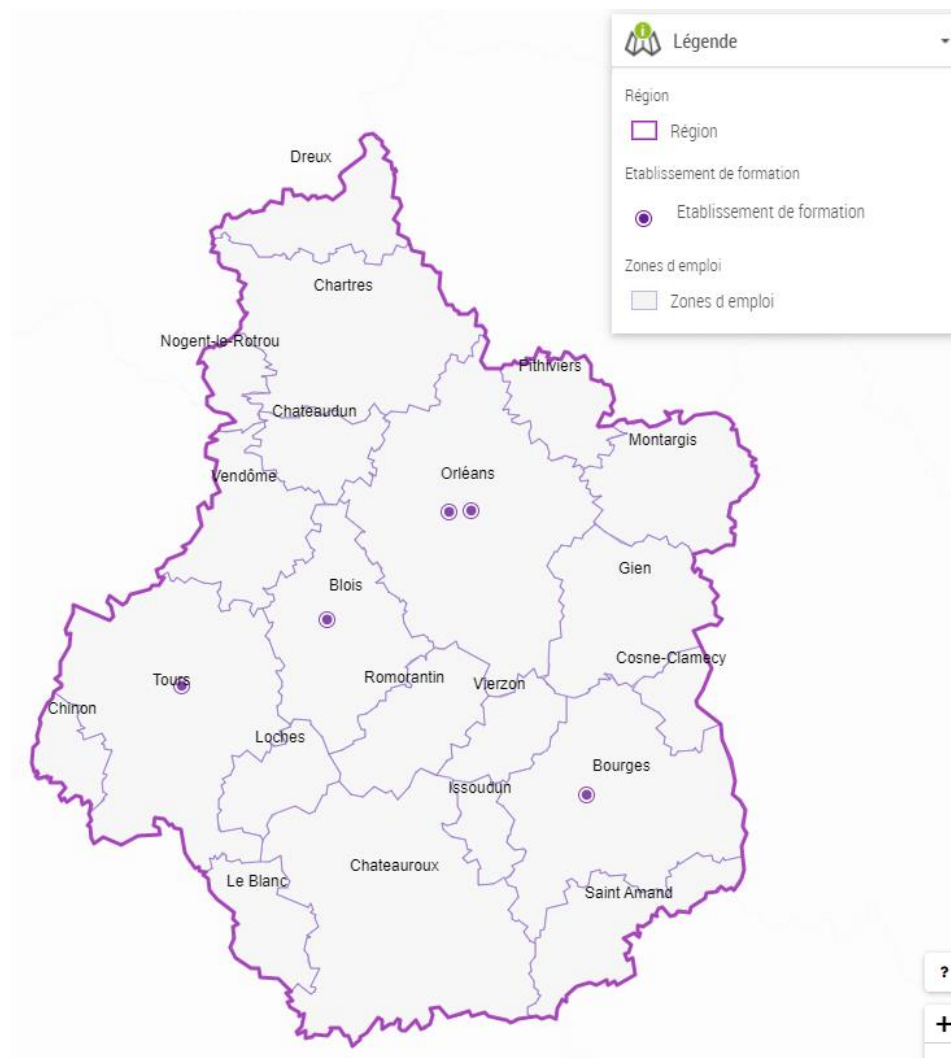 Légende
Région
Région
Etablissement de formation
Etablissement de formation
Zones d emploi
Zones d emploi
Dreux
Chartres
Nogent-le-Rotrou
Pithiviers
Chateaudun
Montargis
Vendôme
Orléans
Gien
Blois
Cosne-Clamecy
Romorantin
Vierzon
Tours
Chinon
Loches
Bourges
Issoudun
Chateauroux
Le Blanc
Saint Amand
?
+